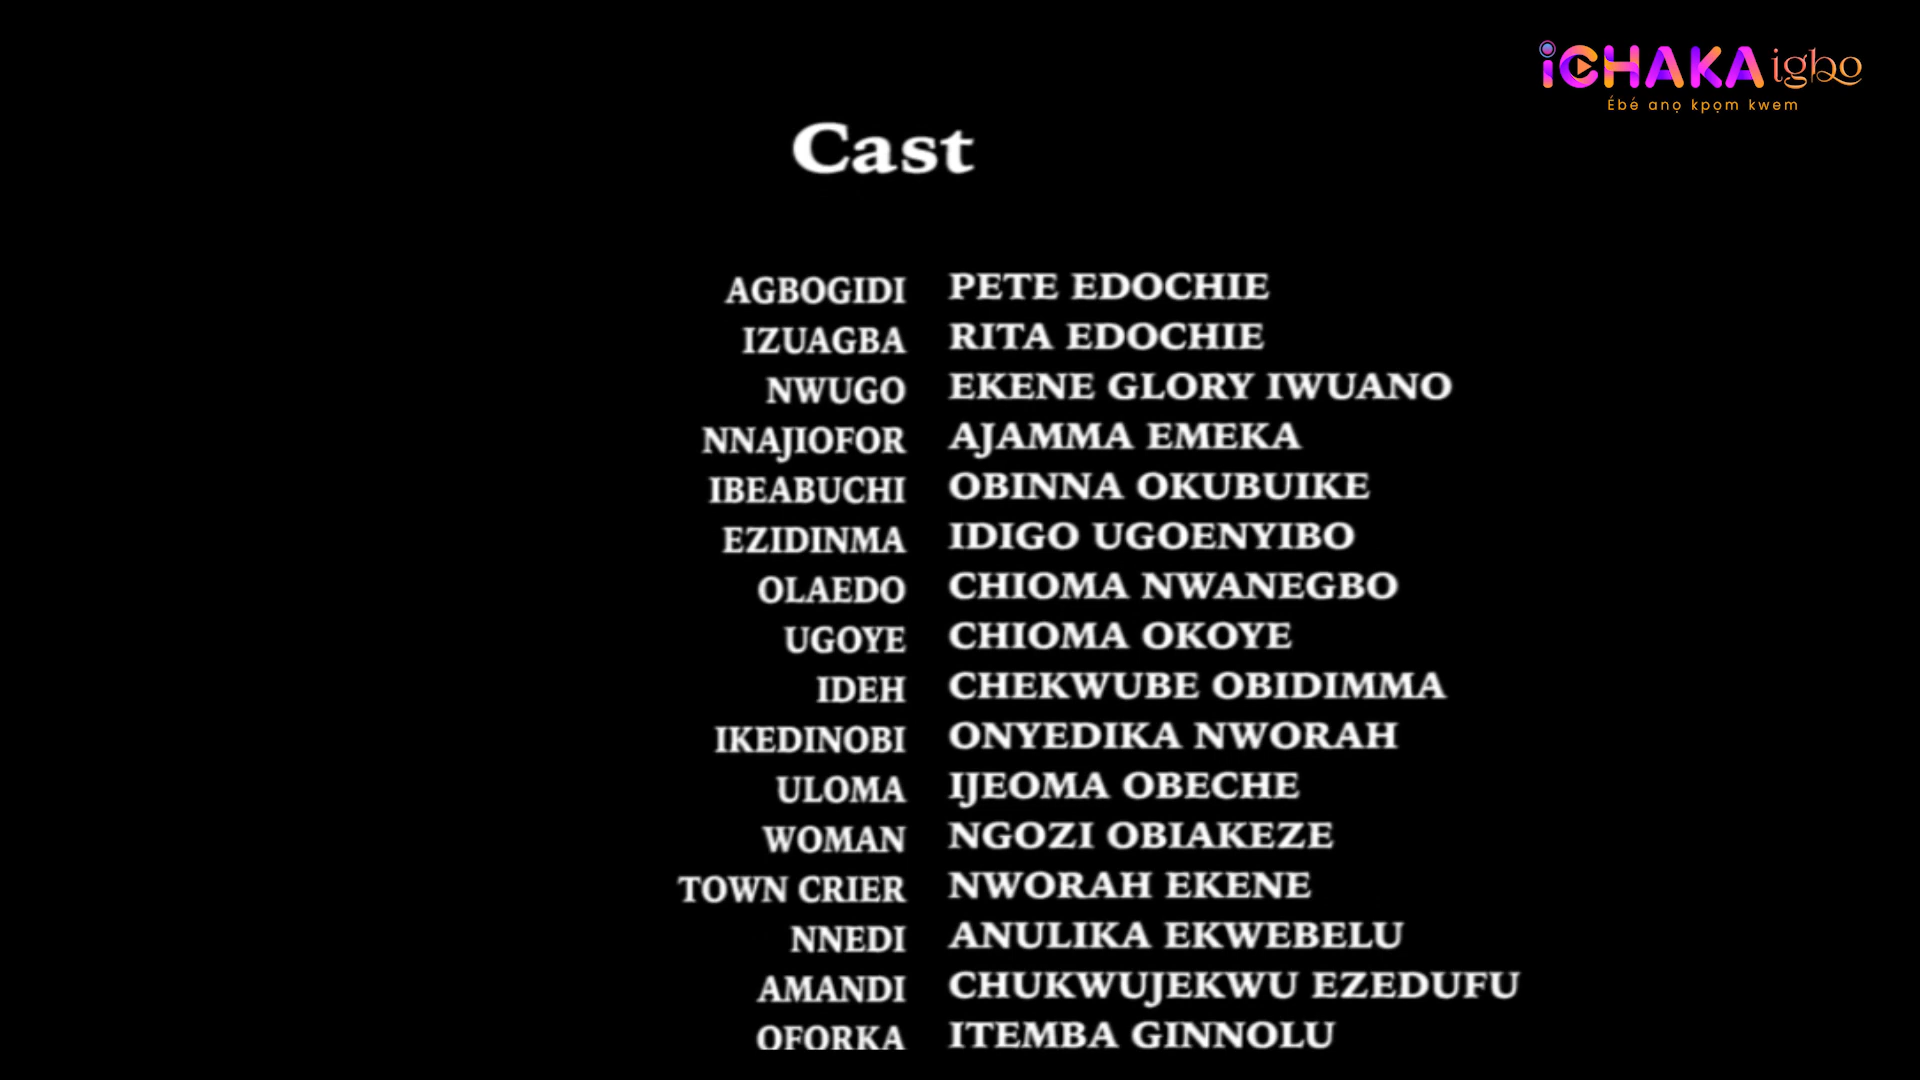 iCHAKA igbo
Ébé anọ kpọm kwem
Cast
AGBOGIDI PETE EDOCHIE
IZUAGBA RITA EDOCHIE
NWUGO EKENE GLORY IWUANO
NNAJIOFOR AJAMMA EMEKA
IBEABUCHI OBINNA OKUBUIKE
EZIDINMA IDIGO UGOENYIBO
OLAEDO CHIOMA NWANEGBO
UGOYE CHIOMA OKOYE
IDEH CHEKWUBE OBIDIMMA
IKEDINOBI ONYEDIKA NWORAH
ULOMA IJEOMA OBECHE
WOMAN NGOZI OBIAKEZE
TOWN CRIER NWORAH EKENE
NNEDI ANULIKA EKWEBELU
AMANDI CHUKWUJEKWU EZEDUFU
OFORKA ITEMBA GINNOLU